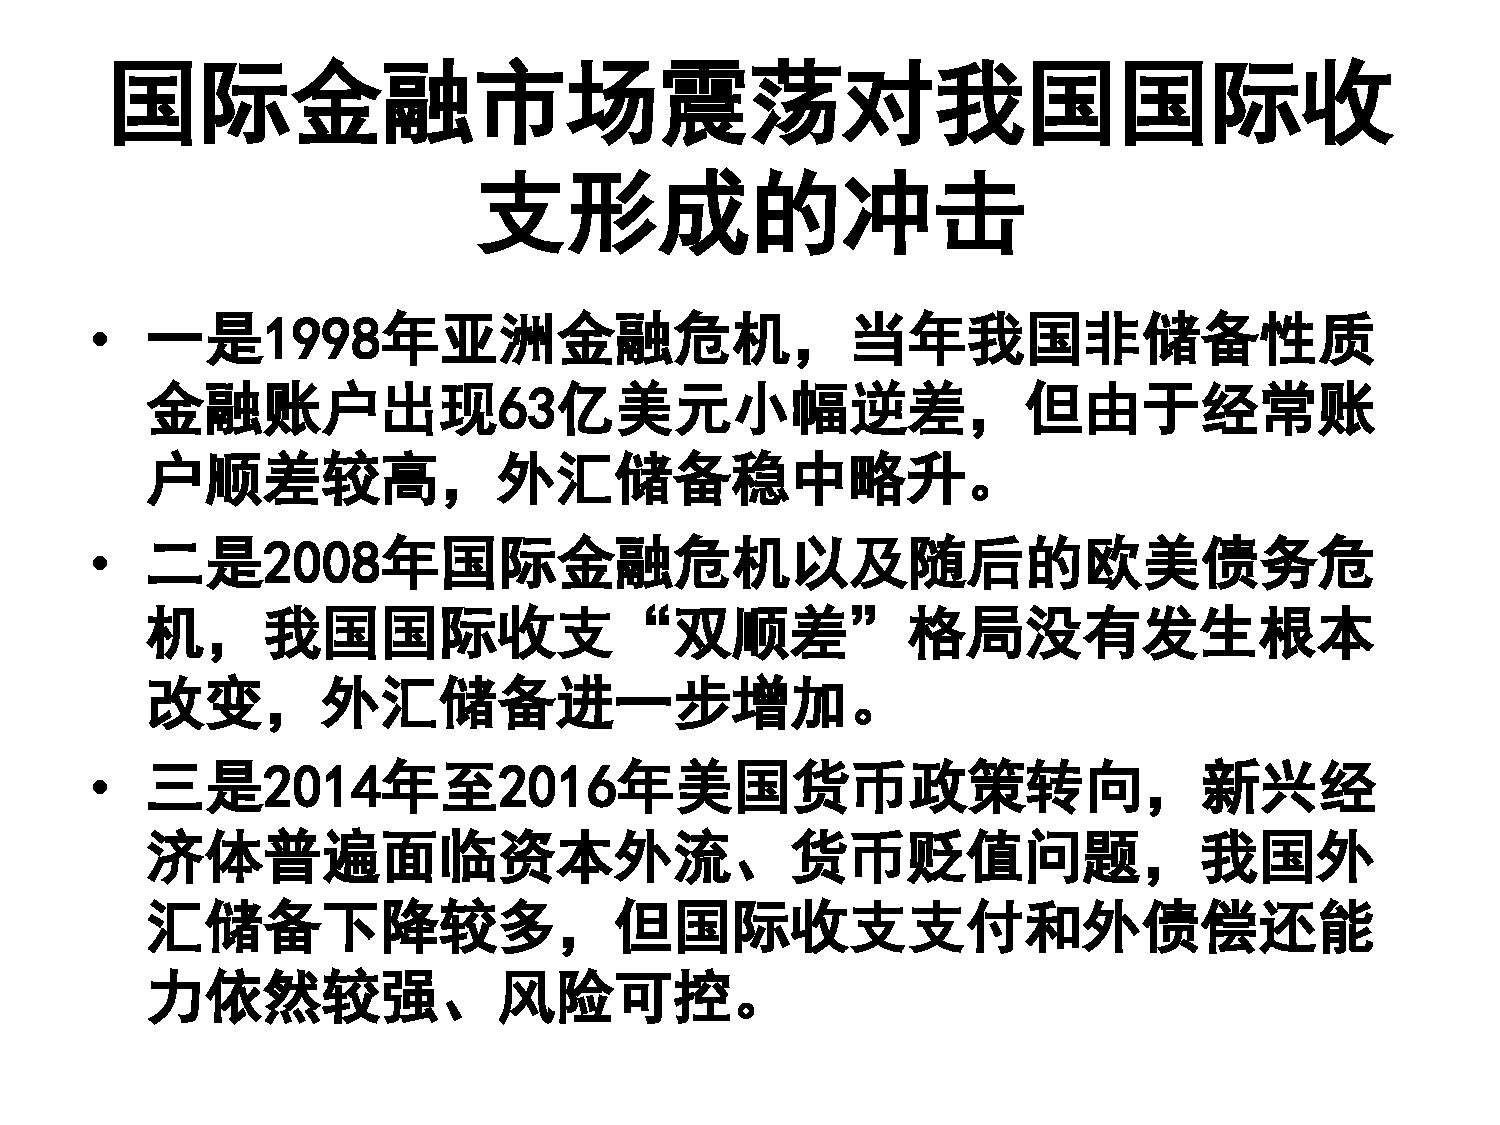 国际金融市场震荡对我国国际收
支形成的冲击
• 一是1998年亚洲金融危机，当年我国非储备性质
金融账户出现63亿美元小幅逆差，但由于经常账
户顺差较高，外汇储备稳中略升。
• 二是2008年国际金融危机以及随后的欧美债务危
机，我国国际收支“双顺差”格局没有发生根本
改变，外汇储备进一步增加。
• 三是2014年至2016年美国货币政策转向，新兴经
济体普遍面临资本外流、货币贬值问题，我国外
汇储备下降较多，但国际收支支付和外债偿还能
力依然较强、风险可控。